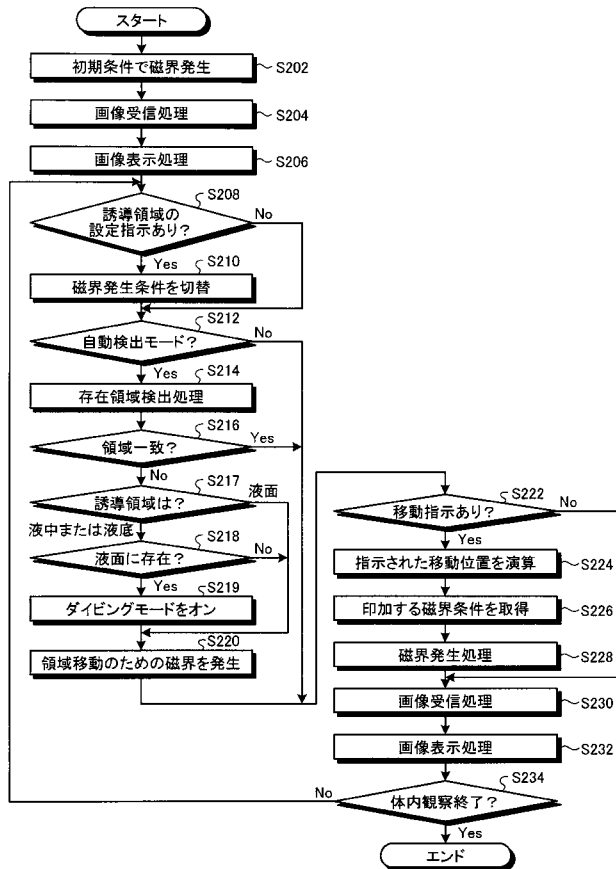 スタート
初期条件で磁界発生
S202
画像受信処理
S204
画像表示処理
S206
S208
誘導領域の
設定指示あり?
No
Yes
S210
磁界発生条件を切替
S212
自動検出モード?
No
Yes
S214
存在領域検出処理
S216
領域一致?
Yes
No
S217
誘導領域は?
液面
液中または液底
S218
液面に存在?
No
Yes
S219
ダイビングモードをオン
S220
領域移動のための磁界を発生
S222
移動指示あり?
No
Yes
指示された移動位置を演算
S224
印加する磁界条件を取得
S226
磁界発生処理
S228
画像受信処理
S230
画像表示処理
S232
S234
体内観察終了?
No
Yes
エンド